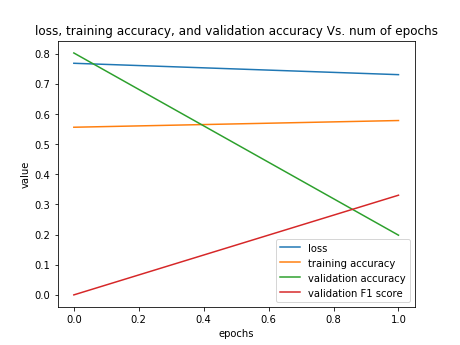 loss, training accuracy, and validation accuracy Vs. num of epochs
value
0.8
0.7
0.6
0.5
0.4
0.3
0.2
0.1
0.0
loss
training accuracy
validation accuracy
validation F1 score
0.0 0.2 0.4 0.6 0.8 1.0
epochs